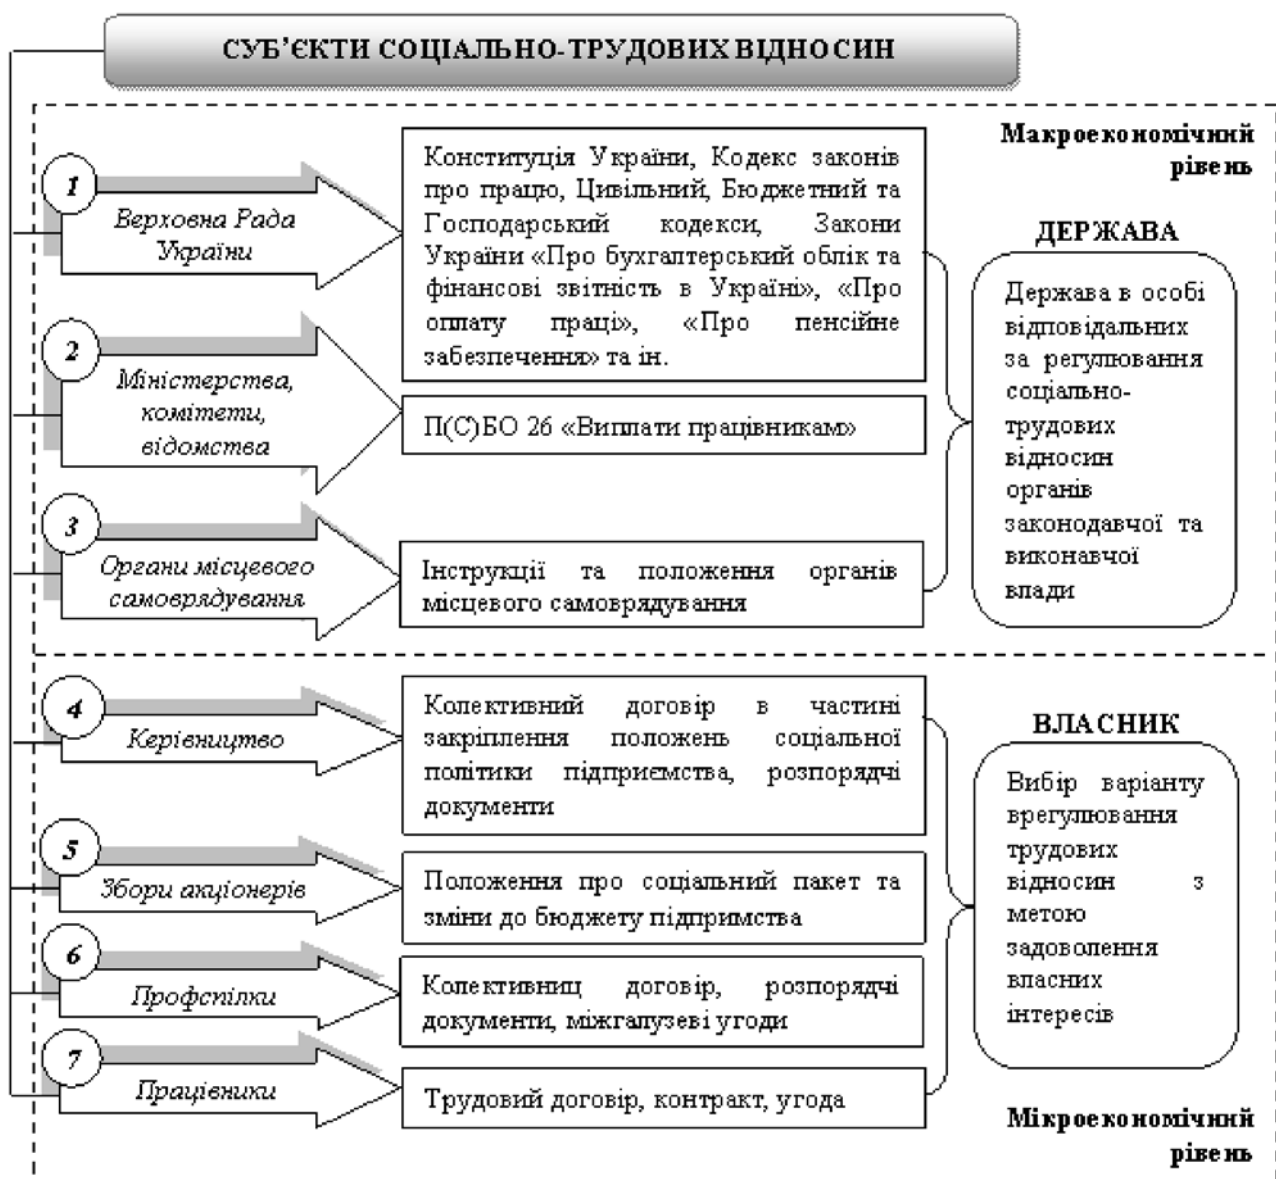 СУБ’ЄКТИ СОЦІАЛЬНО-ТРУДОВИХ ВІДНОСИН
Макроекономічний
рівень
1
Верховна Рада
України
Конституція України, Кодекс законів
про працю, Цивільний, Бюджетний та
Господарський кодекси, Закони
України «Про бухгалтерський облік та
фінансові звітність в Україні», «Про
оплату праці», «Про пенсійне
забезпечення» та ін.
2
Міністерства,
комітети,
відомства
П(С)БО 26 «Виплати працівникам»
3
Органи місцевого
самоврядування
Інструкції та положення органів
місцевого самоврядування
ДЕРЖАВА
Держава в особі
відповідальних
за регулювання
соціально-
трудових
відносин
органів
законодавчої та
виконавчої
влади
4
Керівництво
Колективний договір в частині
закріплення положень соціальної
політики підприємства, розпорядчі
документи
5
Збори акціонерів
Положення про соціальний пакет та
зміни до бюджету підпримства
6
Профспілки
Колективниц договір, розпорядчі
документи, міжгалузеві угоди
7
Працівники
Трудовий договір, контракт, угода
ВЛАСНИК
Вибір варіанту
врегулювання
трудових
відносин з
метою
задоволення
власних
інтересів
Мікроекономічний
рівень